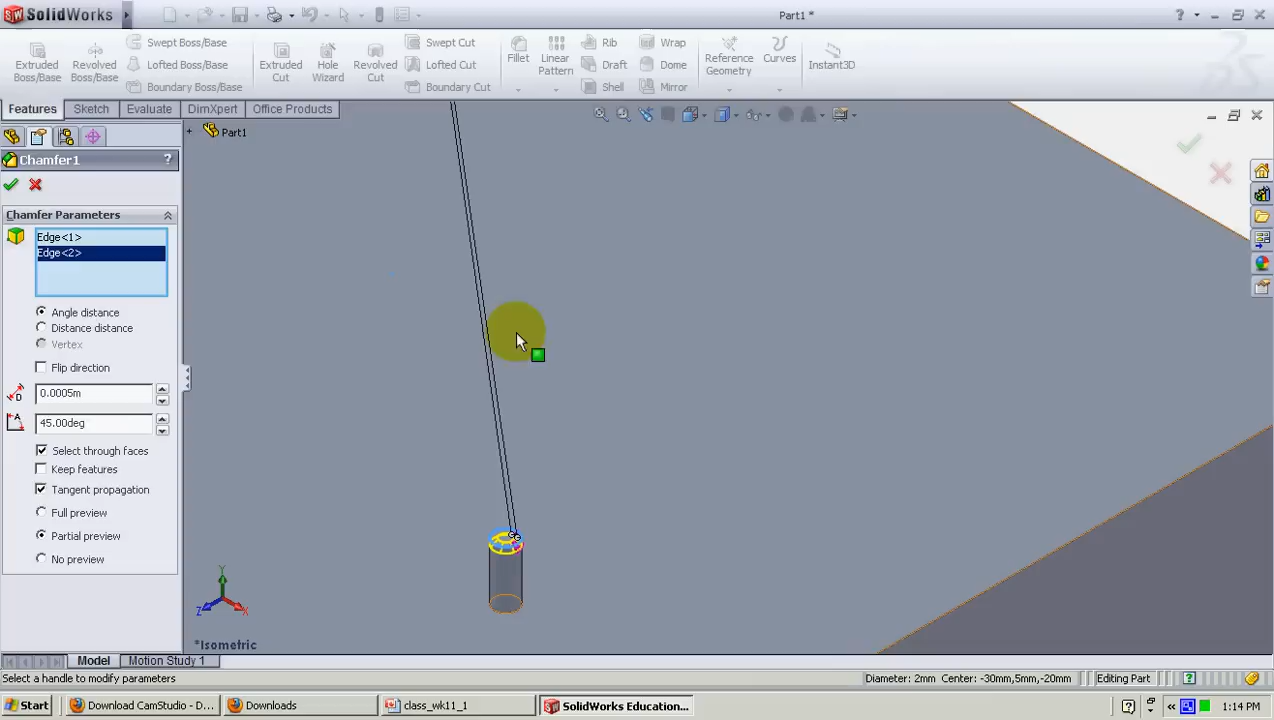 SolidWorks
Part1 *
Extruded Boss/Base
Revolved Boss/Base
Swept Boss/Base
Lofted Boss/Base
Boundary Boss/Base
Extruded Cut
Hole Wizard
Revolved Cut
Swept Cut
Lofted Cut
Boundary Cut
Fillet
Linear Pattern
Rib
Draft
Shell
Wrap
Dome
Mirror
Reference Geometry
Curves
Instant3D
Features
Sketch
Evaluate
DimXpert
Office Products
Part1
Chamfer1
?
Chamfer Parameters
Edge<1>
Edge<2>
Angle distance
Distance distance
Vertex
Flip direction
D
0.0005m
A
45.00deg
Select through faces
Keep features
Tangent propagation
Full preview
Partial preview
No preview
Y
Z
X
*Isometric
Model
Motion Study 1
Select a handle to modify parameters
Diameter: 2mm Center: -30mm,5mm,-20mm
Editing Part
?
Start
Download CamStudio - D...
Downloads
class_wk11_1
SolidWorks Education...
1:14 PM